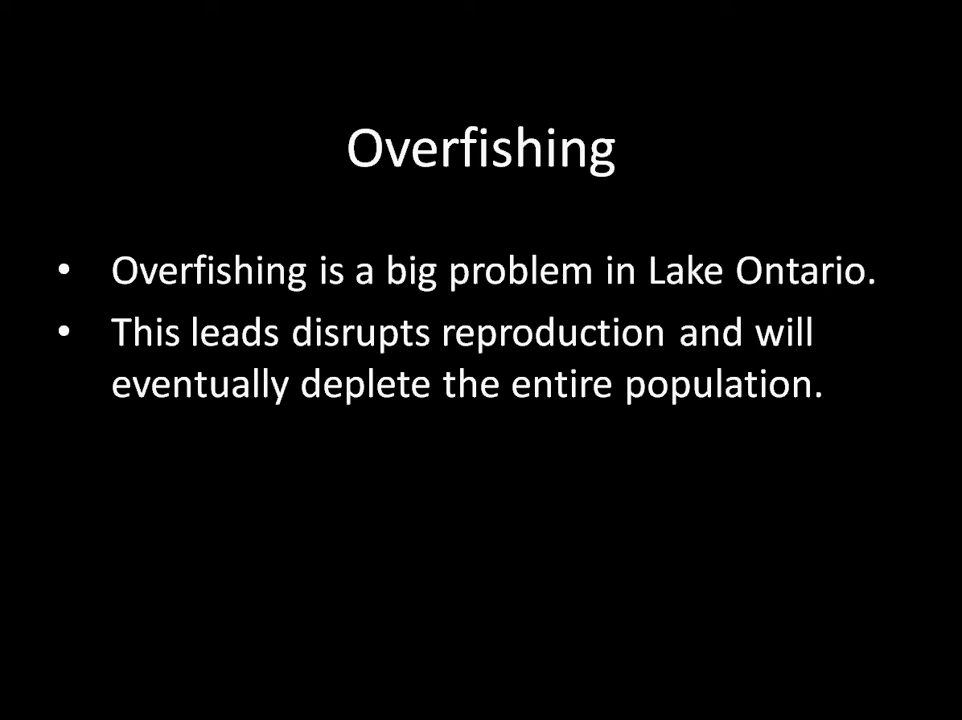 Overfishing
• Overfishing is a big problem in Lake Ontario.
• This leads disrupts reproduction and will
eventually deplete the entire population.